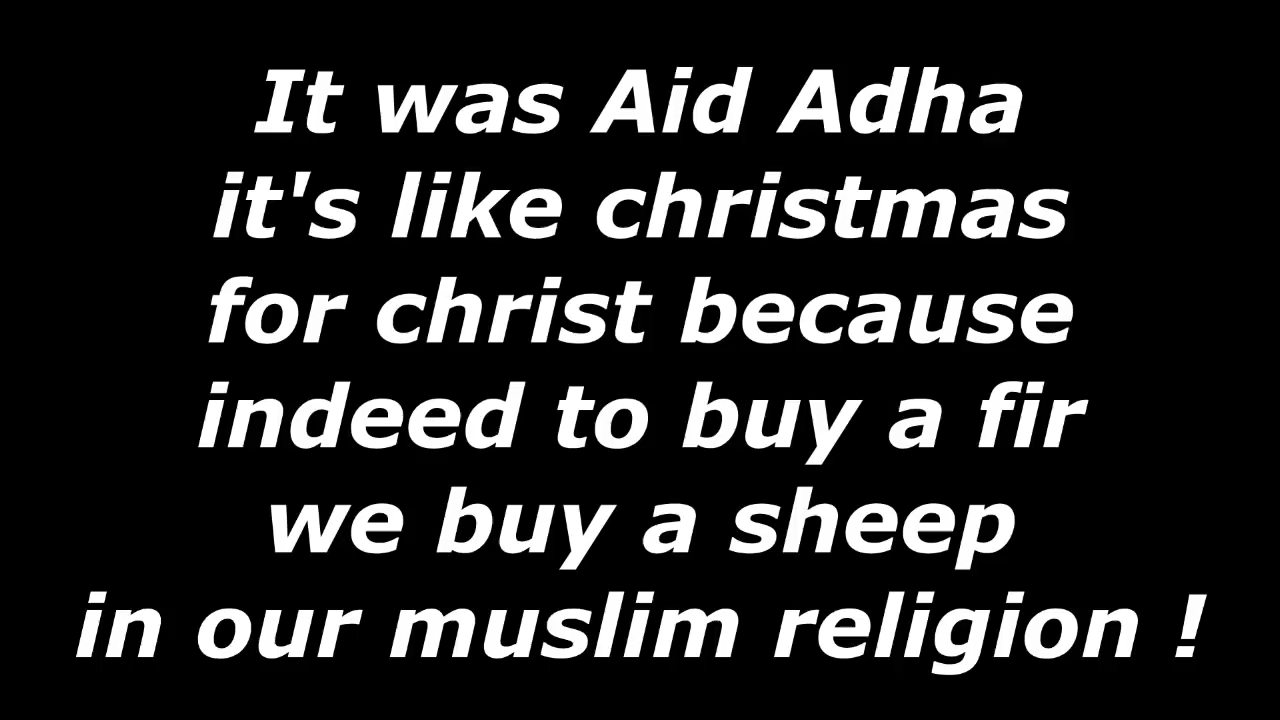 It was Aid Adha
it's like christmas
for christ because
indeed to buy a fir
we buy a sheep
in our muslim religion !